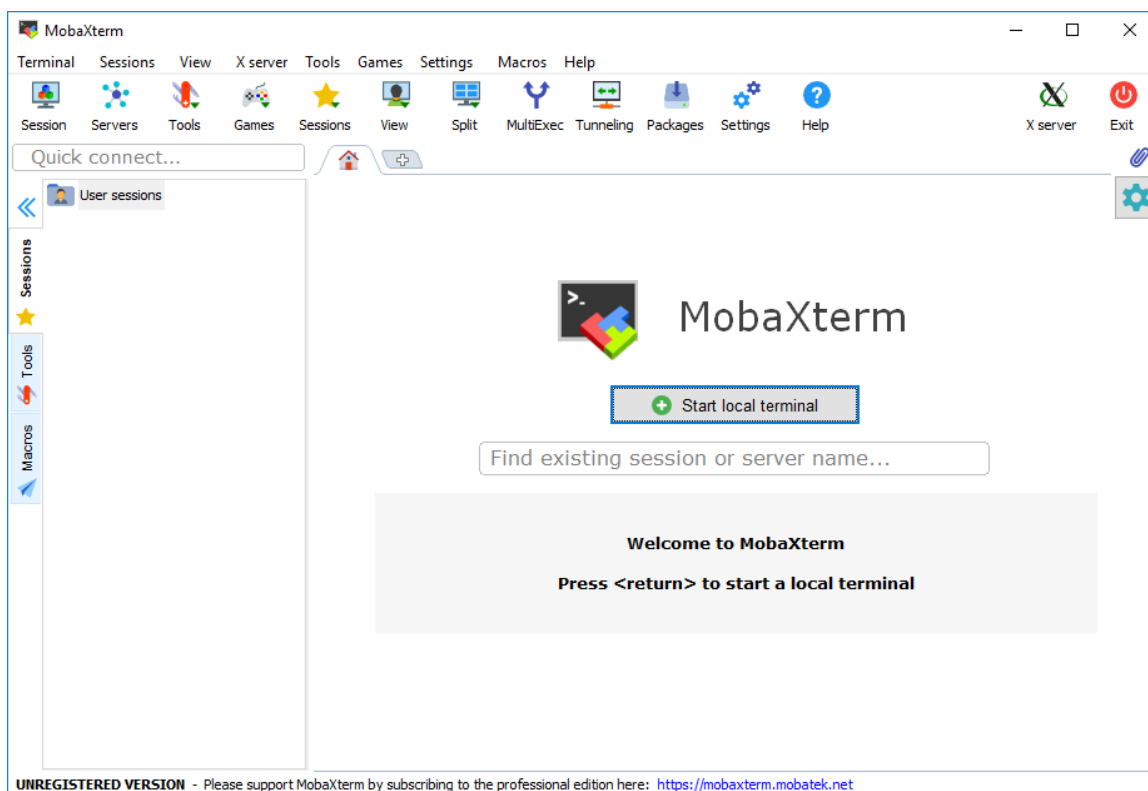 MobaXterm
Terminal Sessions View X server Tools Games Settings Macros Help
Session Servers Tools Games Sessions View Split MultiExec Tunneling Packages Settings Help X server Exit
Quick connect...
User sessions
Sessions
Tools
Macros
>_
MobaXterm
Start local terminal
Find existing session or server name...
Welcome to MobaXterm
Press <return> to start a local terminal
UNREGISTERED VERSION - Please support MobaXterm by subscribing to the professional edition here: https://mobaxterm.mobatek.net